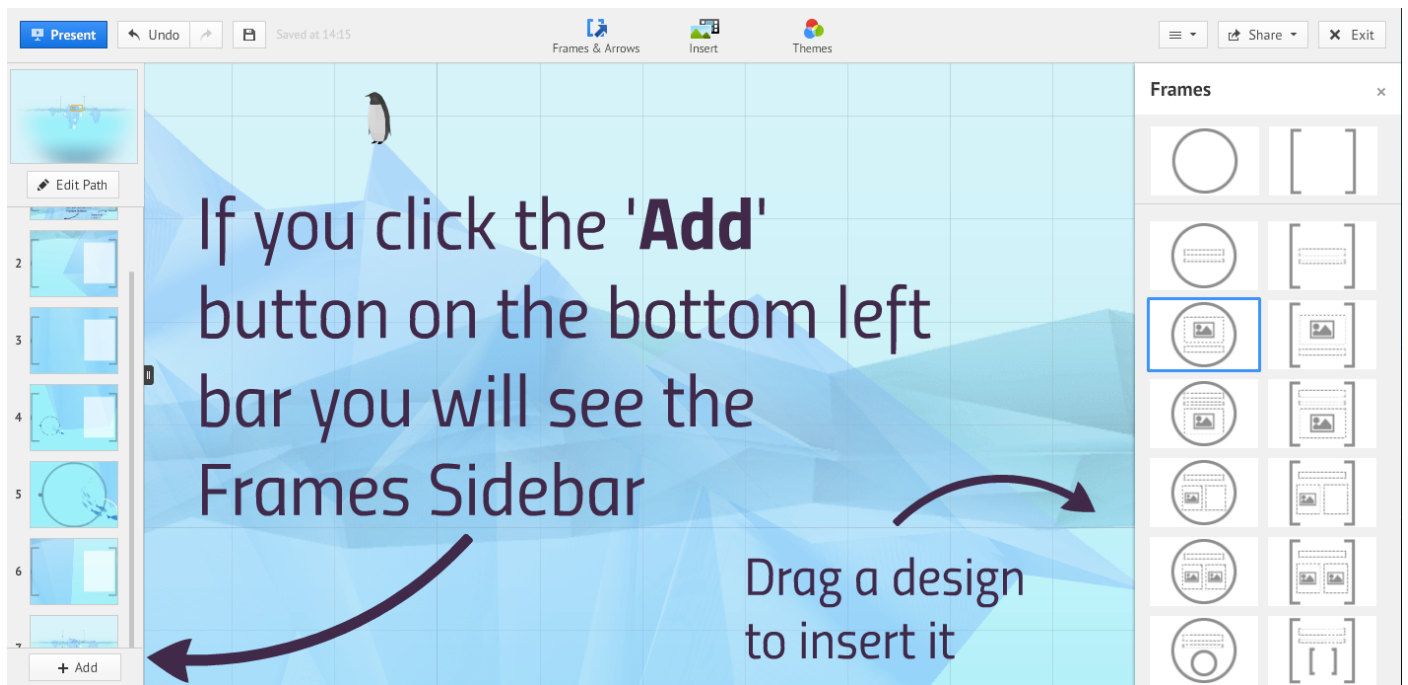 Present
Undo
Saved at 14:15
Frames & Arrows
Insert
Themes
Share
Exit
Edit Path
2
3
4
5
6
7
+ Add
If you click the 'Add'
button on the bottom left
bar you will see the
Frames Sidebar
Drag a design
to insert it
Frames